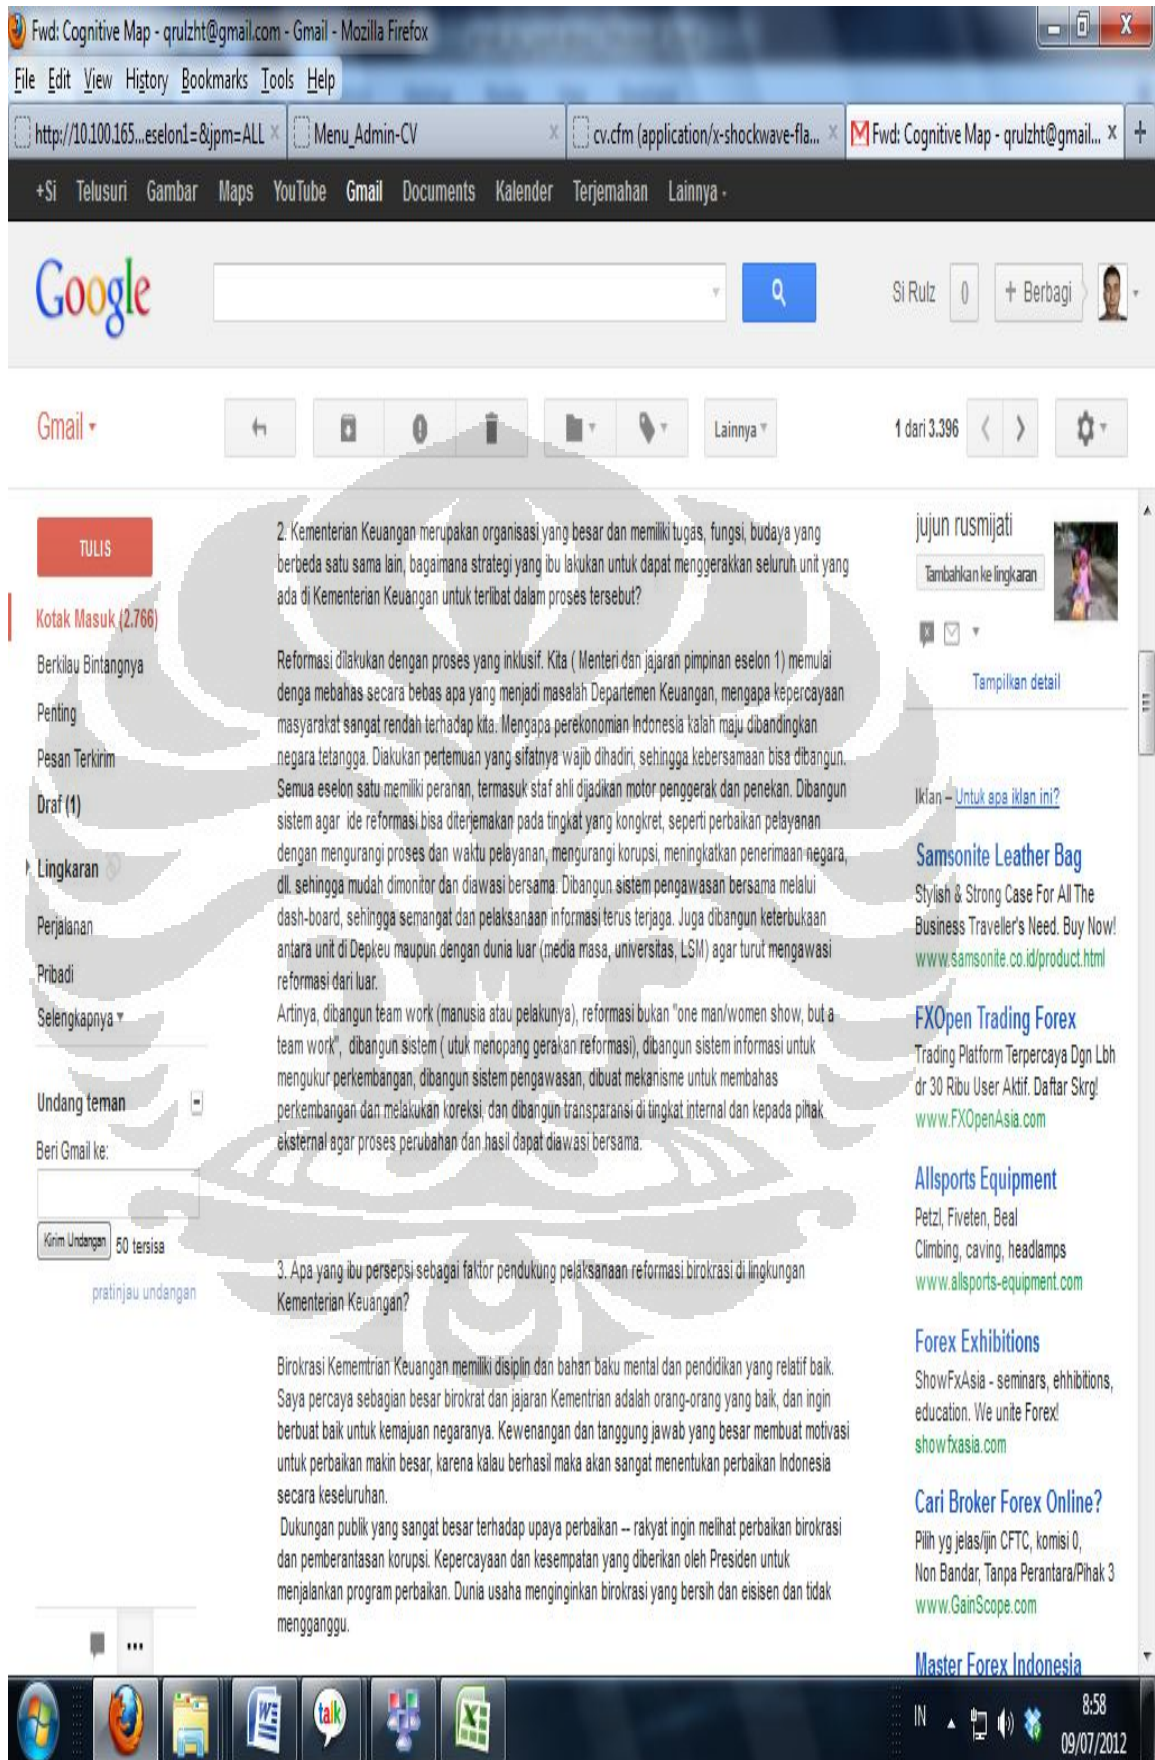 Fwd: Cognitive Map - qrulzht@gmail.com - Gmail - Mozilla Firefox
File Edit View History Bookmarks Tools Help
http://10.100.165...eselon1=&jpm=ALL
Menu_Admin-CV
cv.cfm (application/x-shockwave-fla...
Fwd: Cognitive Map - qrulzht@gmail...
+Si Telusuri Gambar Maps YouTube Gmail Documents Kalender Terjemahan Lainnya
Google
Si Rulz 0 + Berbagi
Gmail
Lainnya
1 dari 3.396
TULIS
Kotak Masuk (2.766)
Berkilau Bintangnya
Penting
Pesan Terkirim
Draf (1)
Lingkaran
Perjalanan
Pribadi
Selengkapnya
Undang teman
Beri Gmail ke:
Kirim Undangan 50 tersisa
pratinjau undangan
2. Kementerian Keuangan merupakan organisasi yang besar dan memiliki tugas, fungsi, budaya yang
berbeda satu sama lain, bagaimana strategi yang ibu lakukan untuk dapat menggerakkan seluruh unit yang
ada di Kementerian Keuangan untuk terlibat dalam proses tersebut?
Reformasi dilakukan dengan proses yang inklusif. Kita ( Menteri dan jajaran pimpinan eselon 1) memulai
denga mebahas secara bebas apa yang menjadi masalah Departemen Keuangan, mengapa kepercayaan
masyarakat sangat rendah terhadap kita. Mengapa perekonomian Indonesia kalah maju dibandingkan
negara tetangga. Diakukan pertemuan yang sifatnya wajib dihadiri, sehingga kebersamaan bisa dibangun.
Semua eselon satu memiliki peranan, termasuk staf ahli dijadikan motor penggerak dan penekan. Dibangun
sistem agar ide reformasi bisa diterjemakan pada tingkat yang kongkret, seperti perbaikan pelayanan
dengan mengurangi proses dan waktu pelayanan, mengurangi korupsi, meningkatkan penerimaan negara,
dll. sehingga mudah dimonitor dan diawasi bersama. Dibangun sistem pengawasan bersama melalui
dash-board, sehingga semangat dan pelaksanaan informasi terus terjaga. Juga dibangun keterbukaan
antara unit di Depkeu maupun dengan dunia luar (media masa, universitas, LSM) agar turut mengawasi
reformasi dari luar.
Artinya, dibangun team work (manusia atau pelakunya), reformasi bukan "one man/women show, but a
team work", dibangun sistem ( utuk menopang gerakan reformasi), dibangun sistem informasi untuk
mengukur perkembangan, dibangun sistem pengawasan, dibuat mekanisme untuk membahas
perkembangan dan melakukan koreksi, dan dibangun transparansi di tingkat internal dan kepada pihak
eksternal agar proses perubahan dan hasil dapat diawasi bersama.
3. Apa yang ibu persepsi sebagai faktor pendukung pelaksanaan reformasi birokrasi di lingkungan
Kementerian Keuangan?
Birokrasi Kememtrian Keuangan memiliki disiplin dan bahan baku mental dan pendidikan yang relatif baik.
Saya percaya sebagian besar birokrat dan jajaran Kementrian adalah orang-orang yang baik, dan ingin
berbuat baik untuk kemajuan negaranya. Kewenangan dan tanggung jawab yang besar membuat motivasi
untuk perbaikan makin besar, karena kalau berhasil maka akan sangat menentukan perbaikan Indonesia
secara keseluruhan.
Dukungan publik yang sangat besar terhadap upaya perbaikan -- rakyat ingin melihat perbaikan birokrasi
dan pemberantasan korupsi. Kepercayaan dan kesempatan yang diberikan oleh Presiden untuk
menjalankan program perbaikan. Dunia usaha menginginkan birokrasi yang bersih dan eisisen dan tidak
mengganggu.
jujun rusmijati
Tambahkan ke lingkaran
Tampilkan detail
Iklan – Untuk apa iklan ini?
Samsonite Leather Bag
Stylish & Strong Case For All The
Business Traveller's Need. Buy Now!
www.samsonite.co.id/product.html
FXOpen Trading Forex
Trading Platform Terpercaya Dgn Lbh
dr 30 Ribu User Aktif. Daftar Skrg!
www.FXOpenAsia.com
Allsports Equipment
Petzl, Fiveten, Beal
Climbing, caving, headlamps
www.allsports-equipment.com
Forex Exhibitions
ShowFxAsia - seminars, ehhibitions,
education. We unite Forex!
showfxasia.com
Cari Broker Forex Online?
Pilih yg jelas/ijin CFTC, komisi 0,
Non Bandar, Tanpa Perantara/Pihak 3
www.GainScope.com
Master Forex Indonesia
talk
IN
8:58
09/07/2012